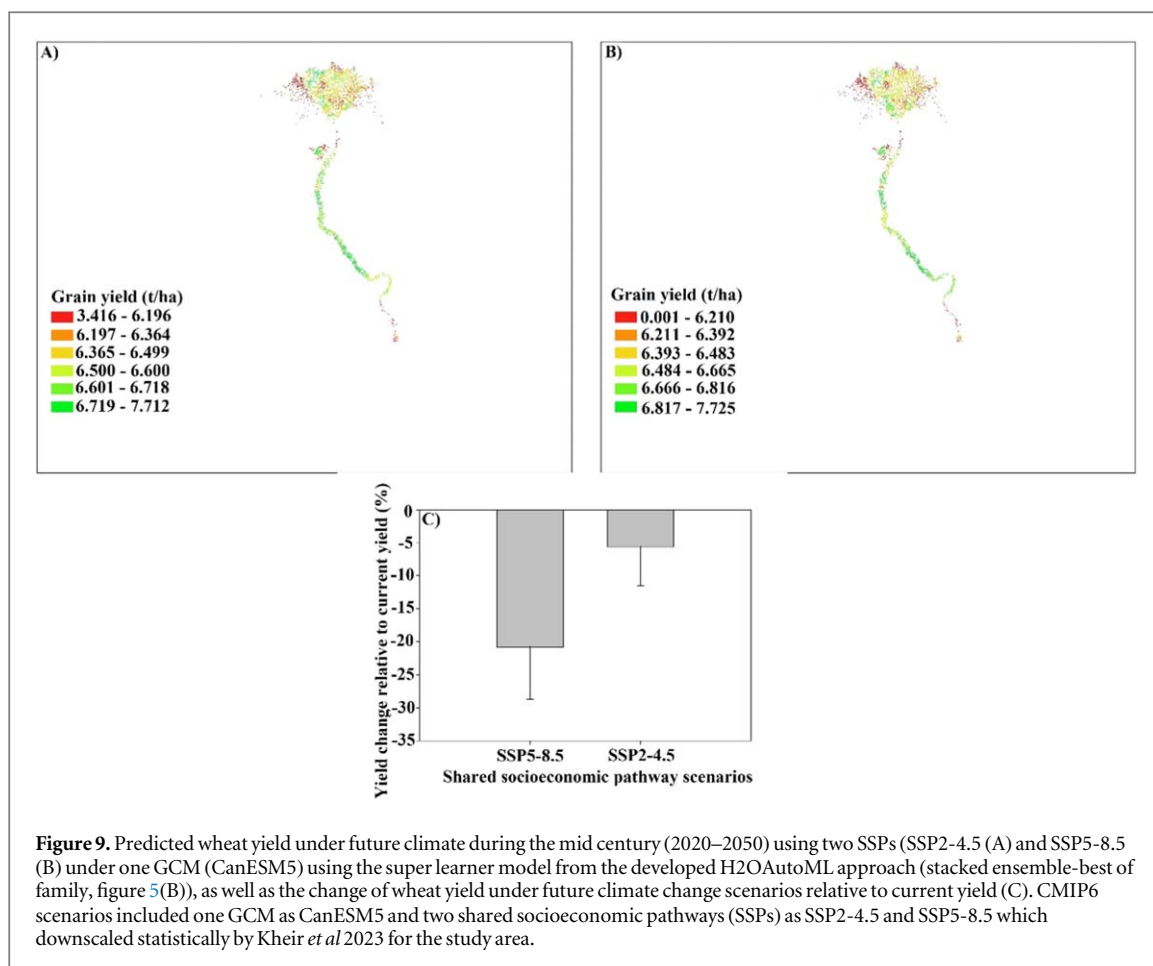 A)
Grain yield (t/ha)
3.416 - 6.196
6.197 - 6.364
6.365 - 6.499
6.500 - 6.600
6.601 - 6.718
6.719 - 7.712
B)
Grain yield (t/ha)
0.001 - 6.210
6.211 - 6.392
6.393 - 6.483
6.484 - 6.665
6.666 - 6.816
6.817 - 7.725
C)
Yield change relative to current yield (%)
0
-5
-10
-15
-20
-25
-30
-35
SSP5-8.5 SSP2-4.5
Shared socioeconomic pathway scenarios
Figure 9. Predicted wheat yield under future climate during the mid century (2020–2050) using two SSPs (SSP2-4.5 (A) and SSP5-8.5
(B) under one GCM (CanESM5) using the super learner model from the developed H2OAutoML approach (stacked ensemble-best of
family, figure 5(B)), as well as the change of wheat yield under future climate change scenarios relative to current yield (C). CMIP6
scenarios included one GCM as CanESM5 and two shared socioeconomic pathways (SSPs) as SSP2-4.5 and SSP5-8.5 which
downscaled statistically by Kheir et al 2023 for the study area.